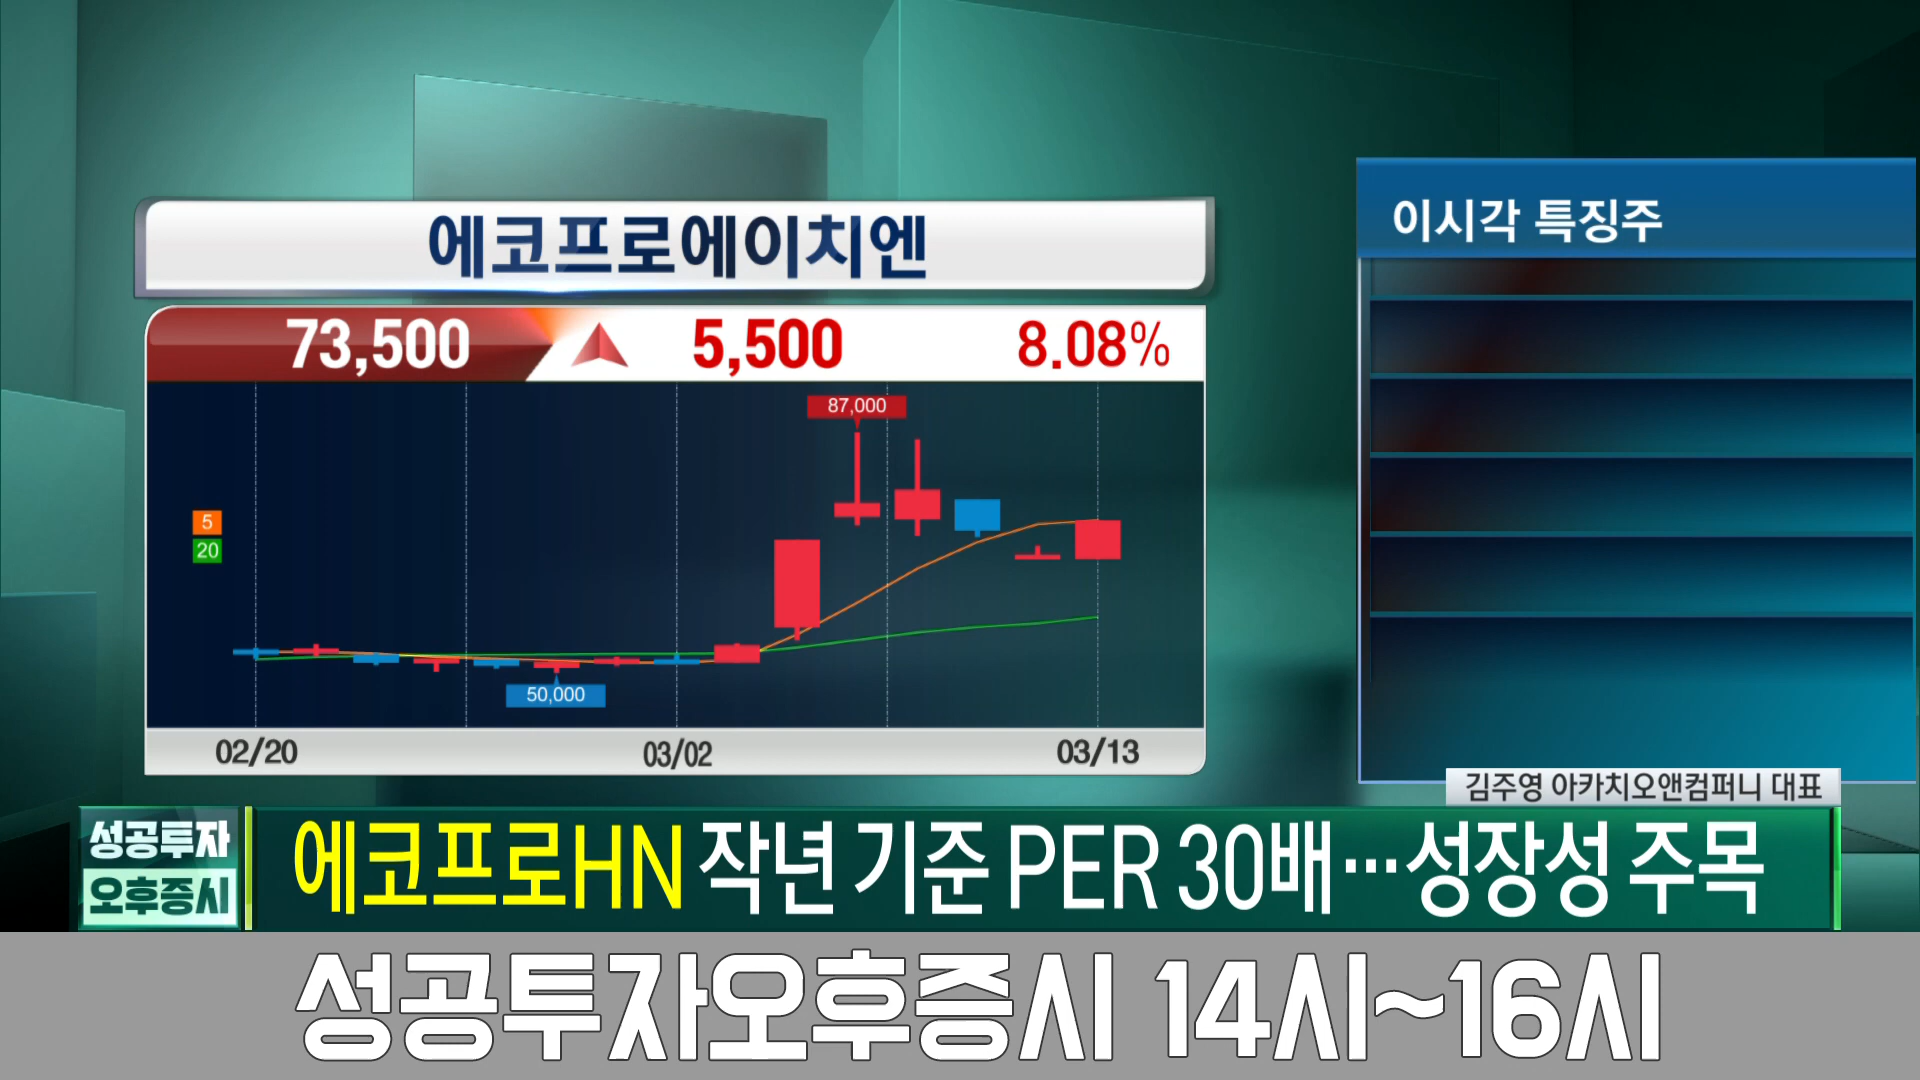 에코프로에이치엔
73,500 5,500 8.08%
87,000
5
20
50,000
02/20 03/02 03/13
이시각 특징주
김주영 아카치오앤컴퍼니 대표
성공투자
오후증시
에코프로HN 작년 기준 PER 30배…성장성 주목
성공투자오후증시 14시~16시